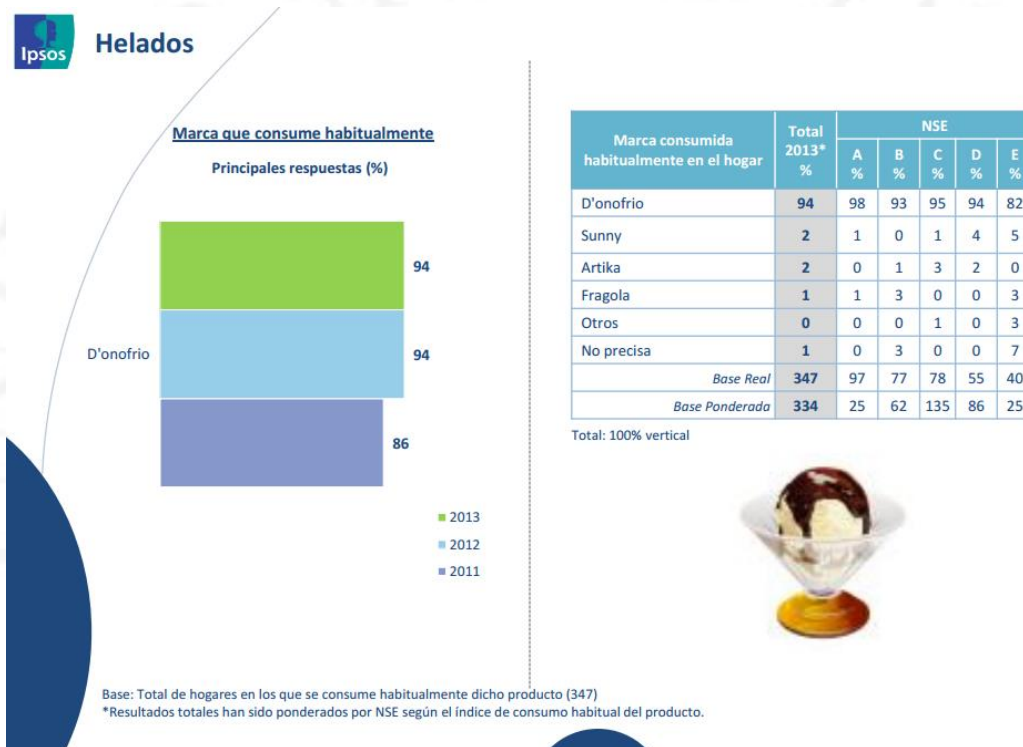 Ipsos
Helados
Marca que consume habitualmente
Principales respuestas (%)
94
D'onofrio
94
86
2013
2012
2011
Marca consumida habitualmente en el hogar Total 2013* % NSE
A % B % C % D % E %
D'onofrio 94 98 93 95 94 82
Sunny 2 1 0 1 4 5
Artika 2 0 1 3 2 0
Fragola 1 1 3 0 0 3
Otros 0 0 0 1 0 3
No precisa 1 0 3 0 0 7
Base Real 347 97 77 78 55 40
Base Ponderada 334 25 62 135 86 25
Total: 100% vertical
Base: Total de hogares en los que se consume habitualmente dicho producto (347)
*Resultados totales han sido ponderados por NSE según el índice de consumo habitual del producto.